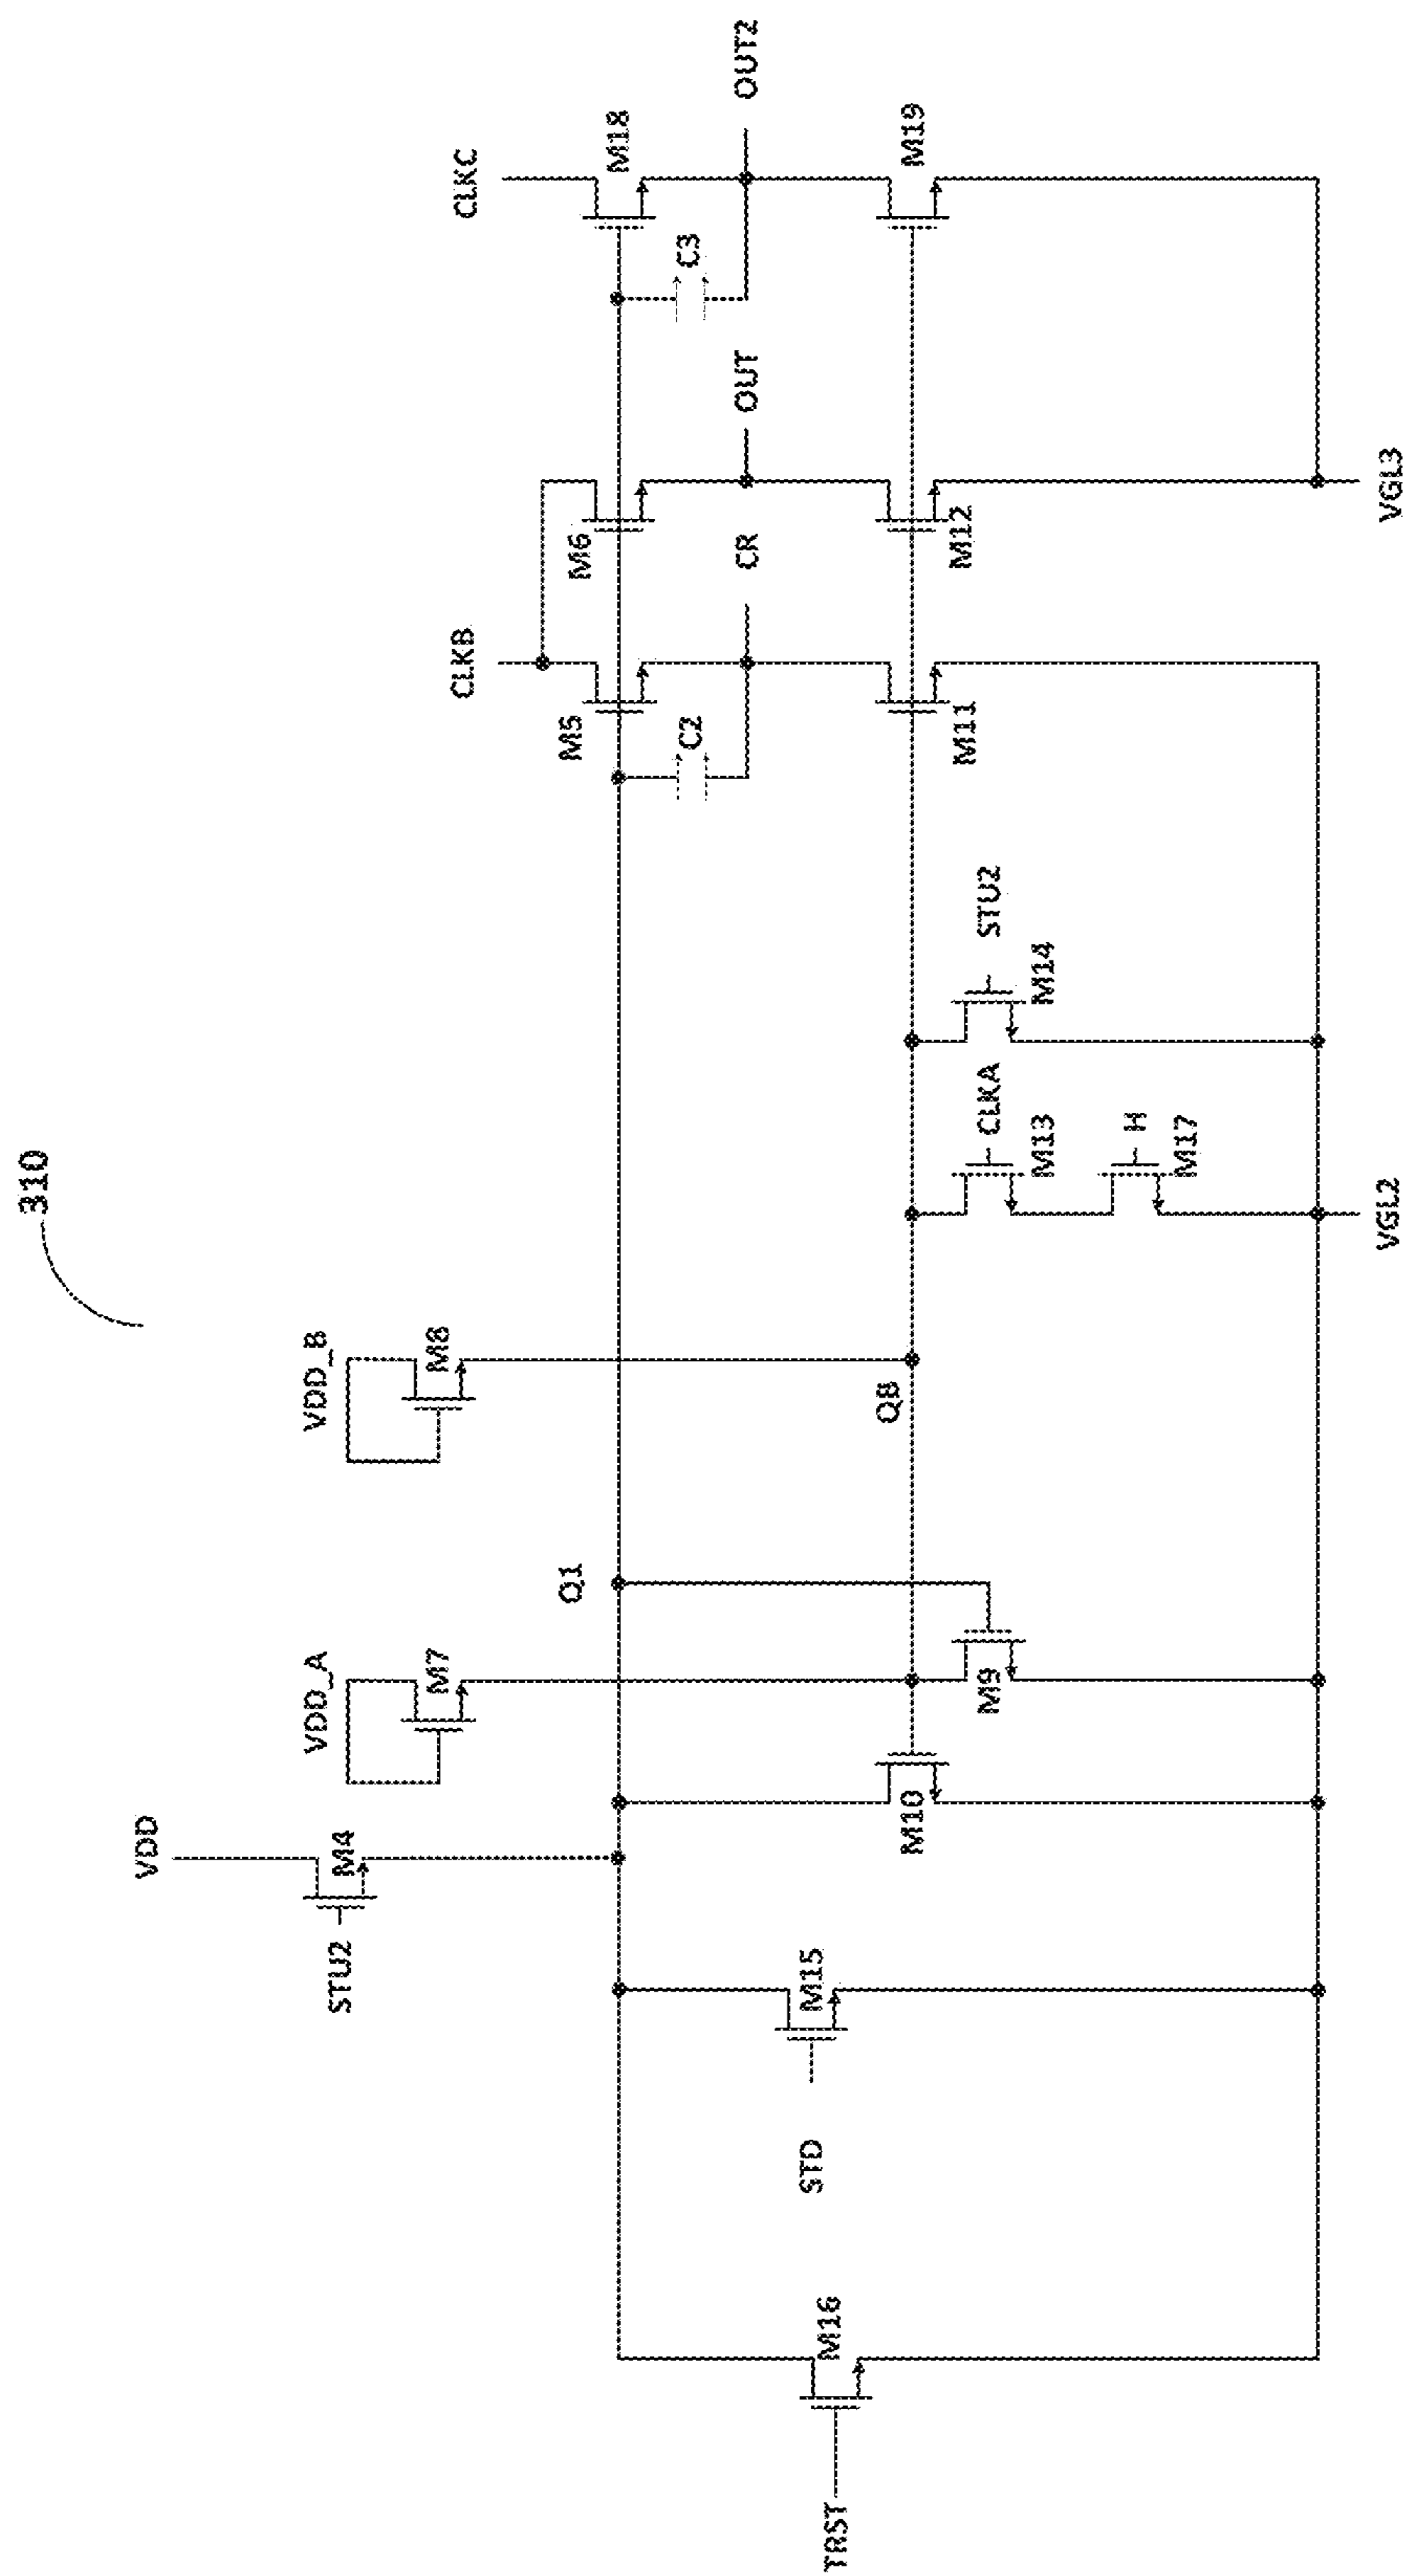 310
VDD
STU2
M4
VDD_A
M7
VDD_B
M8
CLKB
CLKC
Q1
M5
M6
M18
C2
C3
CR
OUT
OUT2
TRST
M16
STD
M15
M10
QB
M9
CLKA
M13
H
M17
STU2
M14
M11
M12
M19
VGL2
VGL3